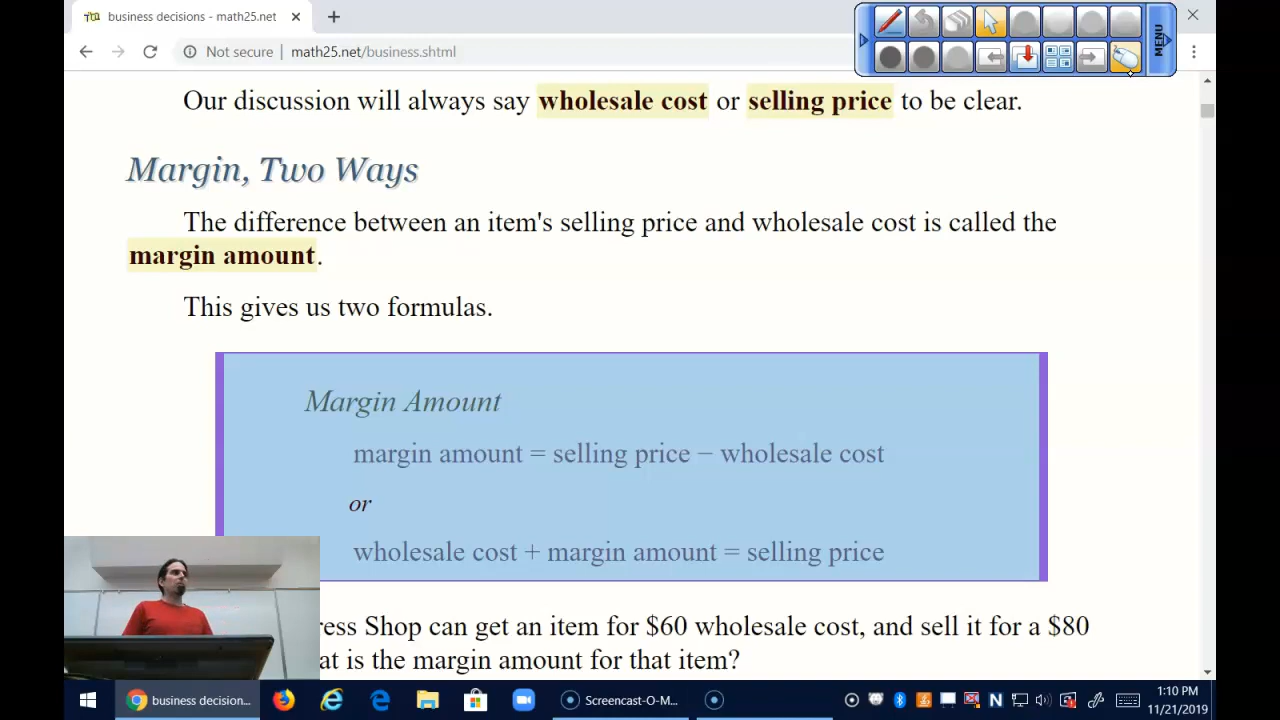 business decisions - math25.net
Not secure | math25.net/business.shtml
MENU
Our discussion will always say wholesale cost or selling price to be clear.
Margin, Two Ways
The difference between an item's selling price and wholesale cost is called the
margin amount.
This gives us two formulas.
Margin Amount
margin amount = selling price − wholesale cost
or
wholesale cost + margin amount = selling price
ress Shop can get an item for $60 wholesale cost, and sell it for a $80
at is the margin amount for that item?
business decision...
Screencast-O-M...
1:10 PM
11/21/2019